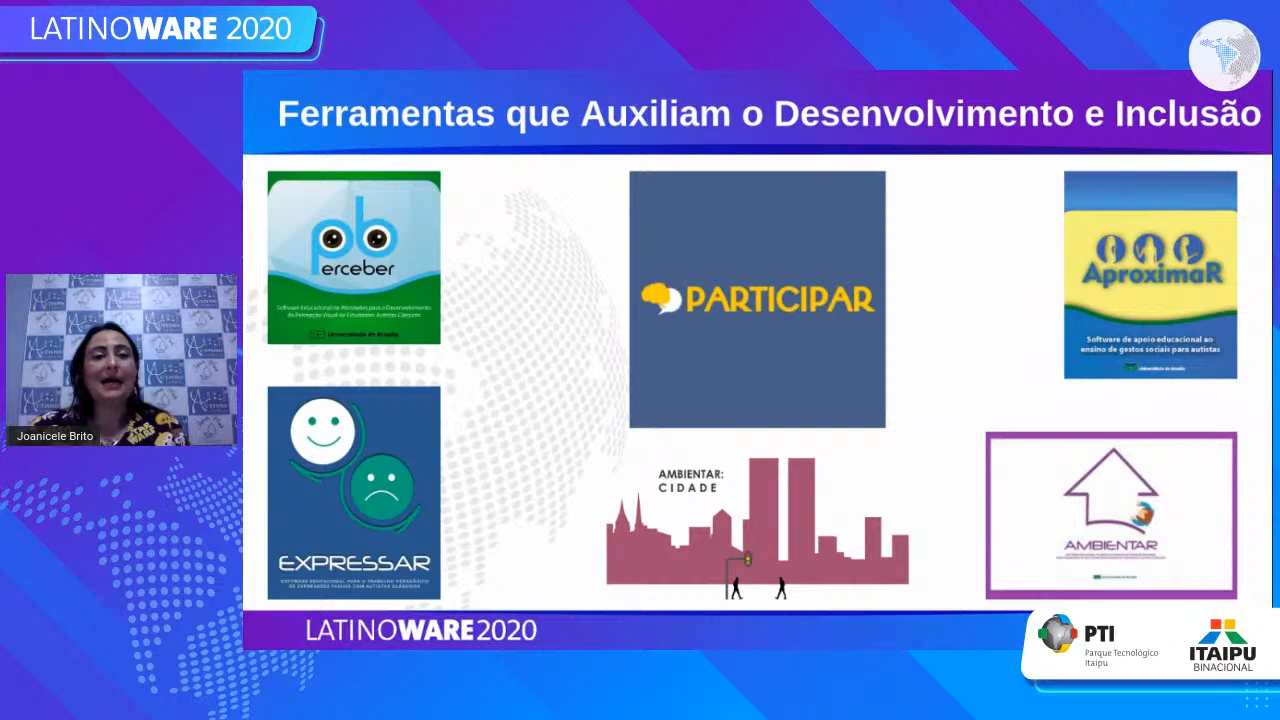 LATINOWARE 2020
Ferramentas que Auxiliam o Desenvolvimento e Inclusão
pb
erceber
Software Educacional de Atividades para o Desenvolvimento
da Percepção Visual de Estudantes Autistas Clássicos
Universidade de Brasília
PARTICIPAR
AproximaR
Software de apoio educacional ao
ensino de gestos sociais para autistas
Universidade de Brasília
Joanicele Brito
EXPRESSAR
SOFTWARE EDUCACIONAL PARA O TRABALHO PEDAGÓGICO
DE EXPRESSÕES FACIAIS COM AUTISTAS CLÁSSICOS
AMBIENTAR:
CIDADE
AMBIENTAR
LATINOWARE2020
PTI
Parque Tecnológico
Itaipu
ITAIPU
BINACIONAL